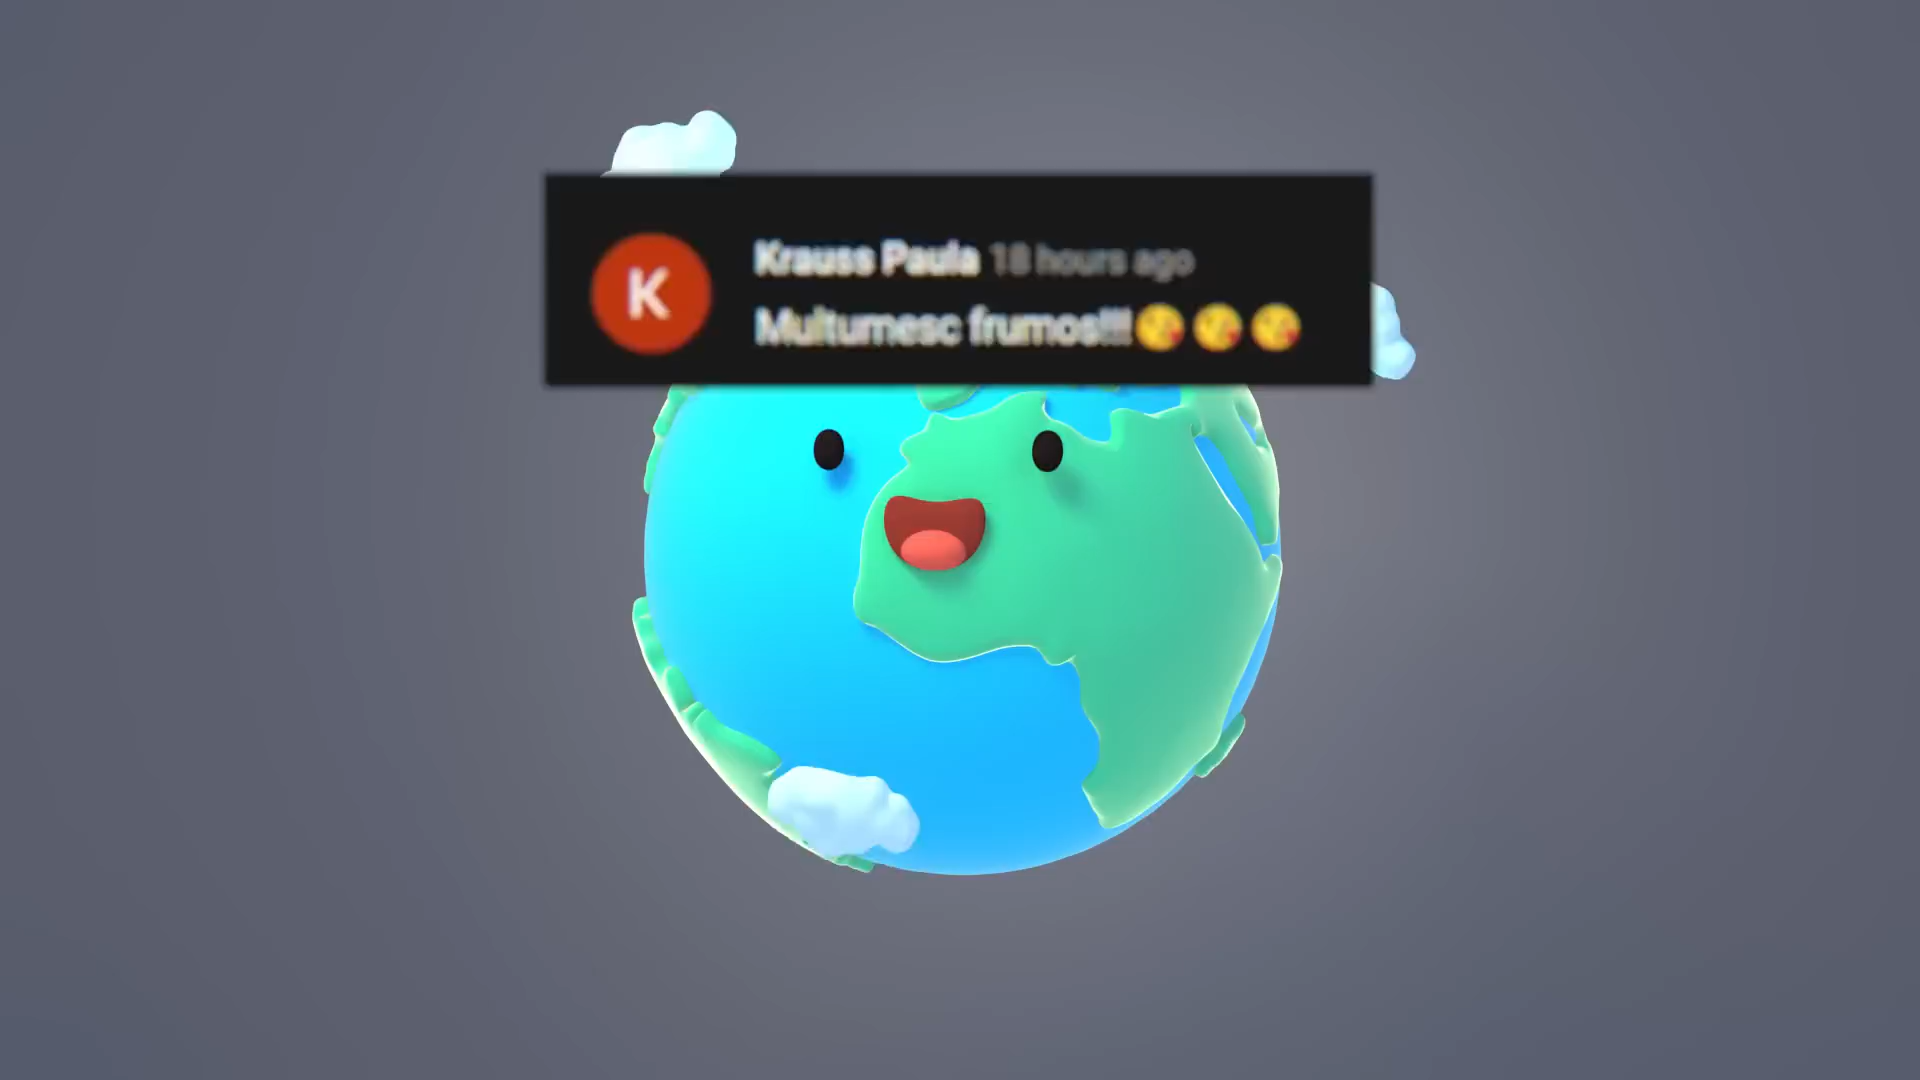 K
Krauss Paula 18 hours ago
Multumesc frumos!!!😘😘😘